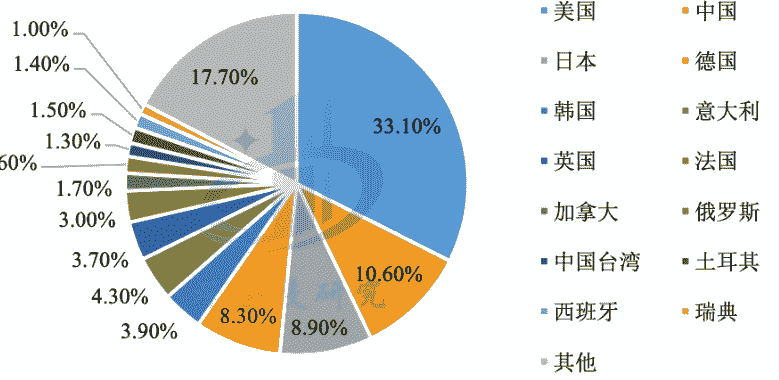 1.00%
1.40%
1.50%
1.30%
60%
1.70%
3.00%
3.70%
4.30%
3.90%
8.30%
8.90%
10.60%
33.10%
17.70%
美国 中国
日本 德国
韩国 意大利
英国 法国
加拿大 俄罗斯
中国台湾 土耳其
西班牙 瑞典
其他